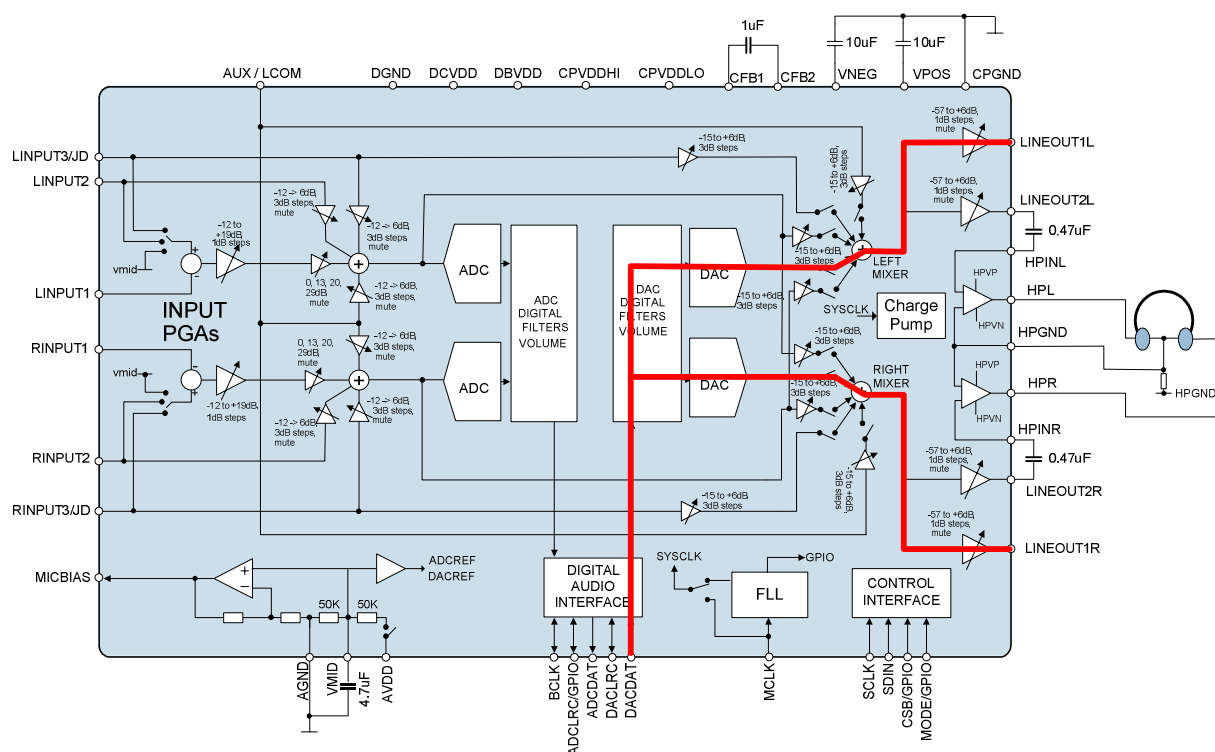 1uF
10uF
10uF
AUX / LCOM
DGND
DCVDD
DBVDD
CPVDDHI
CPVDDLO
CFB1
CFB2
VNEG
VPOS
CPGND
-57 to +6dB,
1dB steps,
mute
LINEOUT1L
LINPUT3/JD
-15 to +6dB,
3dB steps
-15 to +6dB,
3dB steps
LINPUT2
-12 -> 6dB,
3dB steps,
mute
-57 to +6dB,
1dB steps,
mute
LINEOUT2L
0.47uF
-12 to
+19dB,
1dB steps
-12 -> 6dB,
3dB steps,
mute
+
-
vmid
LINPUT1
0, 13, 20,
29dB,
mute
ADC
ADC
DIGITAL
FILTERS
VOLUME
DAC
DIGITAL
FILTERS
VOLUME
DAC
-15 to +6dB,
3dB steps
LEFT
MIXER
HPINL
HPVP
HPL
HPVN
-12 -> 6dB,
3dB steps,
mute
-15 to +6dB,
3dB steps
SYSCLK
Charge
Pump
INPUT
PGAs
HPGND
RINPUT1
0, 13, 20,
29dB,
mute
-12 -> 6dB,
3dB steps,
mute
-15 to +6dB,
3dB steps
RIGHT
MIXER
vmid
-
+
ADC
DAC
-15 to +6dB,
3dB steps
HPVP
HPR
HPVN
HPGND
-12 to +19dB,
1dB steps
-12 -> 6dB,
3dB steps,
mute
-12 -> 6dB,
3dB steps,
mute
HPINR
RINPUT2
-57 to +6dB,
1dB steps,
mute
0.47uF
-15 to +6dB,
3dB steps
LINEOUT2R
RINPUT3/JD
-15 to +6dB,
3dB steps
-57 to +6dB,
1dB steps,
mute
LINEOUT1R
MICBIAS
+
-
ADCREF
DACREF
DIGITAL
AUDIO
INTERFACE
SYSCLK
GPIO
FLL
CONTROL
INTERFACE
50K
50K
AGND
VMID
4.7uF
AVDD
BCLK
ADCLRC/GPIO
ADCDAT
DACLRC
DACDAT
MCLK
SCLK
SDIN
CSB/GPIO
MODE/GPIO